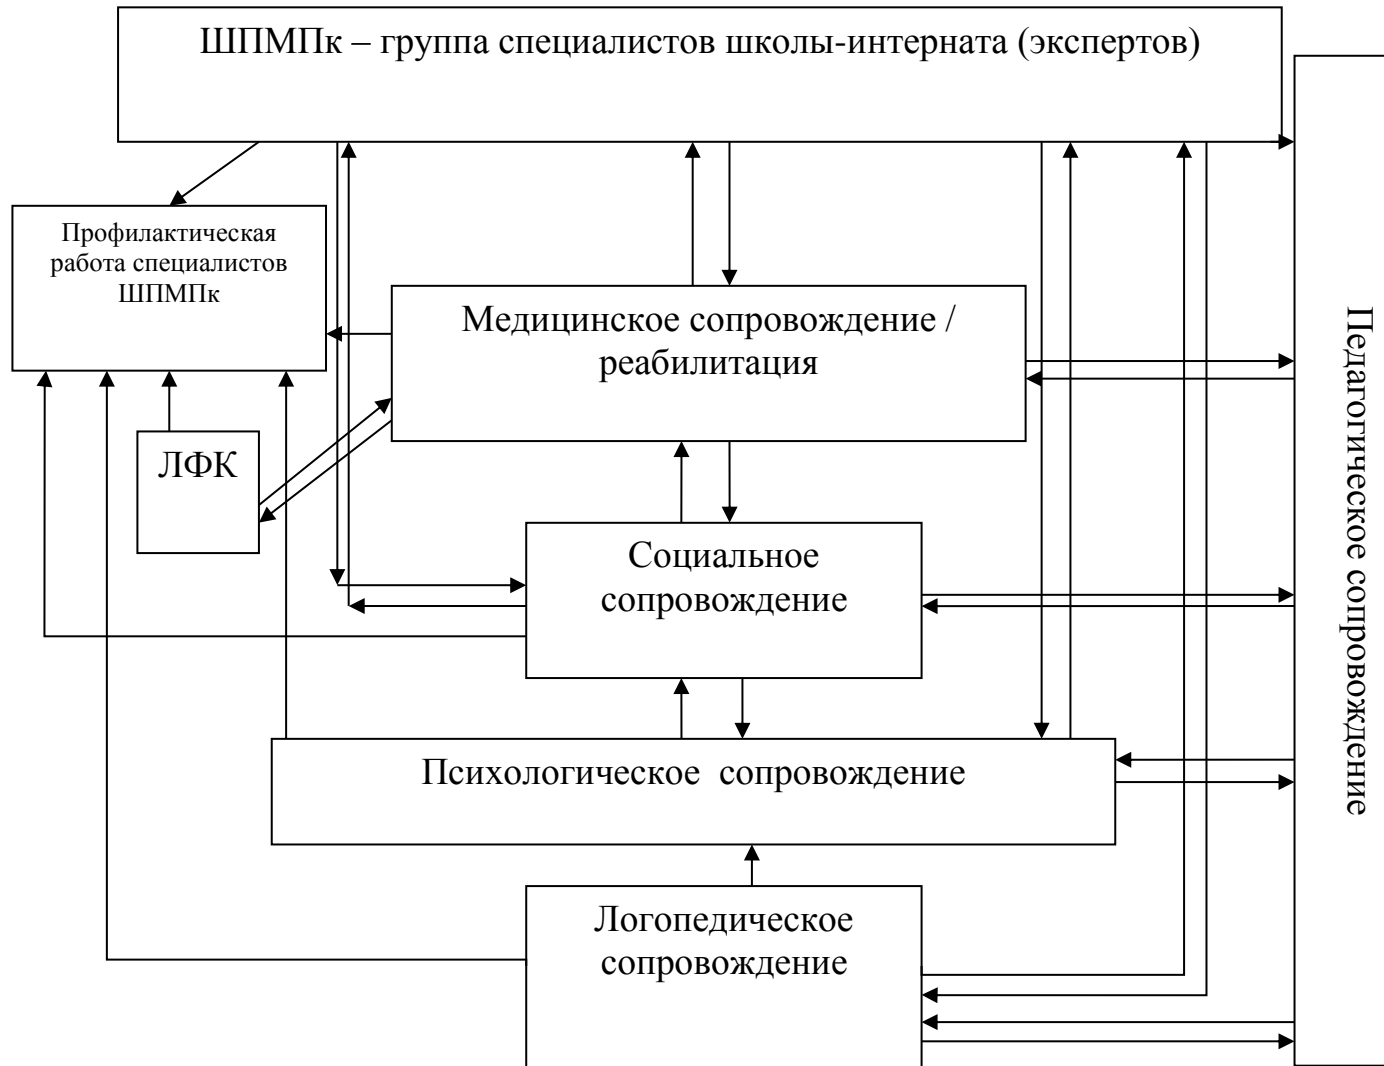 ШПМПк – группа специалистов школы-интерната (экспертов)
Профилактическая
работа специалистов
ШПМПк
Медицинское сопровождение /
реабилитация
ЛФК
Социальное
сопровождение
Психологическое  сопровождение
Логопедическое
сопровождение
Педагогическое сопровождение